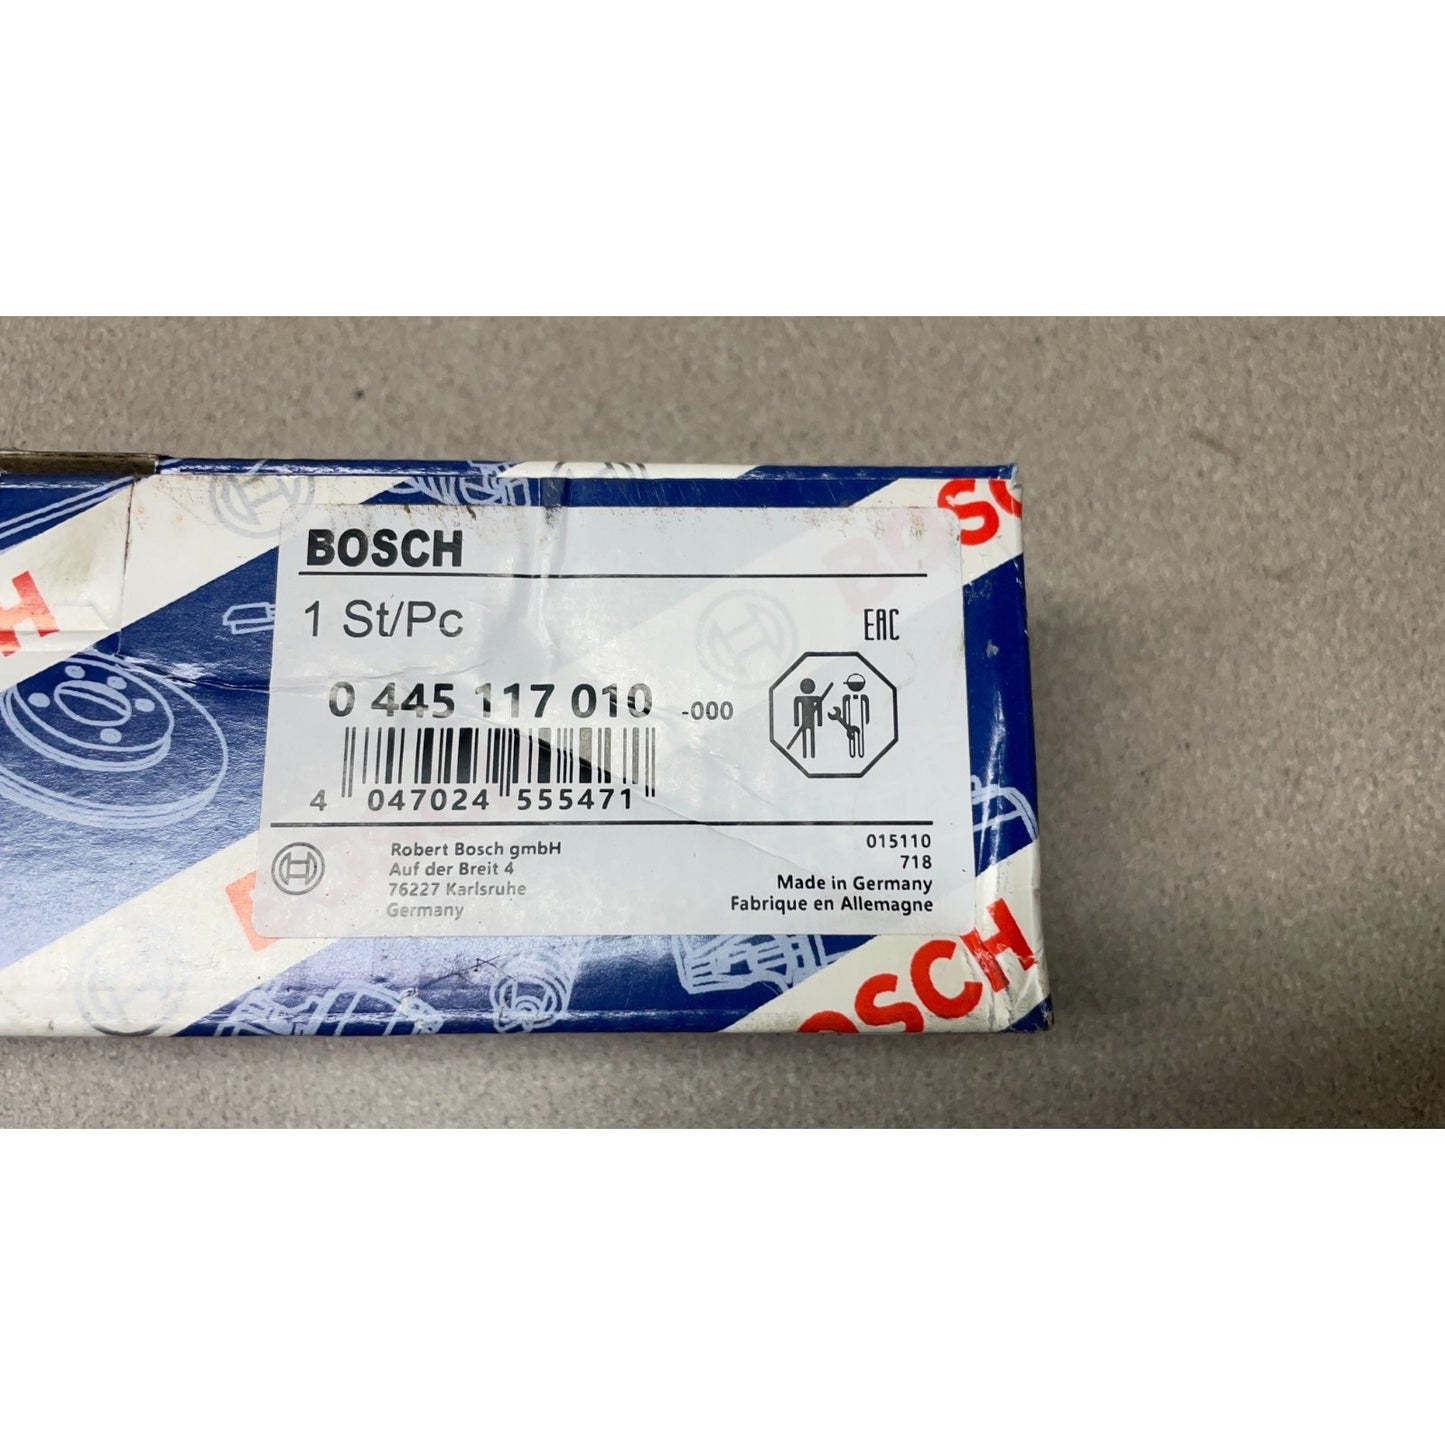 BOSCH
1 St/Pc
EAC
0 445 117 010 -000
4 047024 555471
Robert Bosch gmbH
Auf der Breit 4
76227 Karlsruhe
Germany
015110
718
Made in Germany
Fabrique en Allemagne
BOSCH